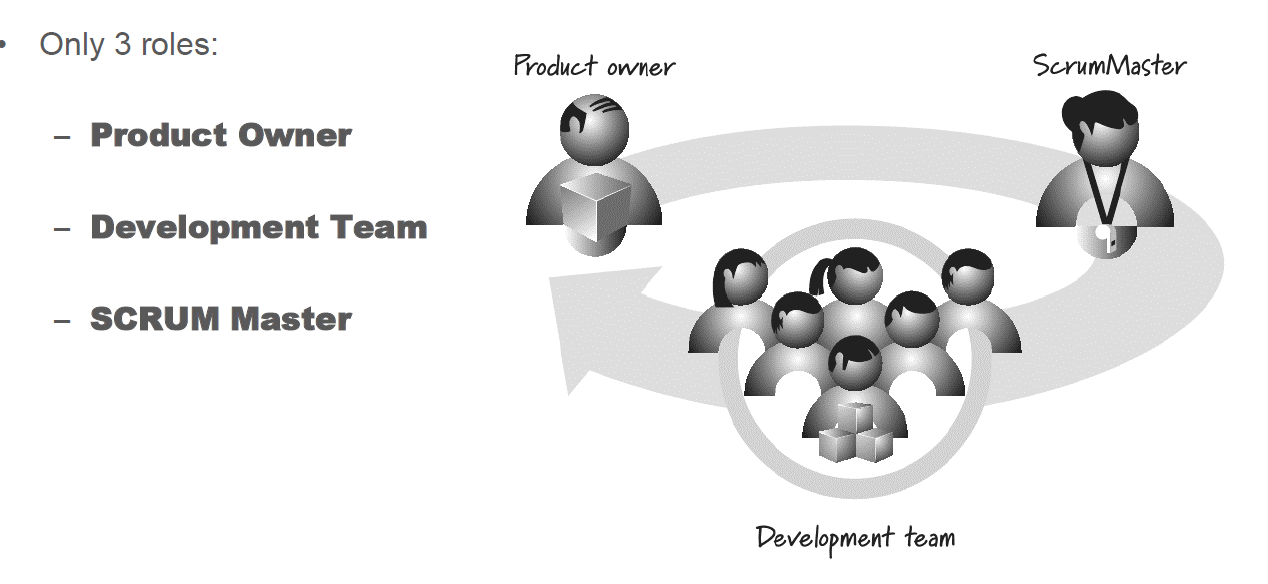 • Only 3 roles:
– Product Owner
– Development Team
– SCRUM Master
Product owner
ScrumMaster
Development team